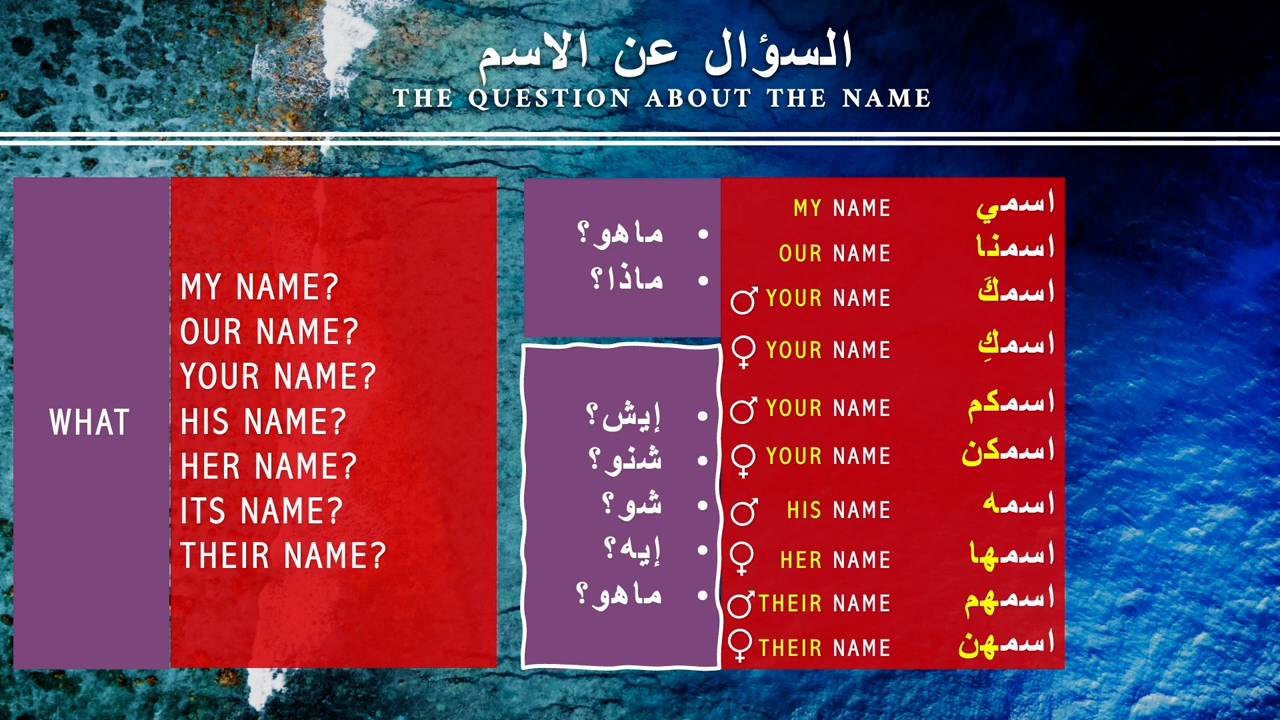 السؤال عن الاسم
THE QUESTION ABOUT THE NAME
WHAT
MY NAME?
OUR NAME?
YOUR NAME?
HIS NAME?
HER NAME?
ITS NAME?
THEIR NAME?
• ماهو؟
• ماذا؟
• إيش؟
• شنو؟
• شو؟
• إيه؟
• ماهو؟
MY NAME اسمي
OUR NAME اسمنا
♂ YOUR NAME اسمكَ
♀ YOUR NAME اسمكِ
♂ YOUR NAME اسمكم
♀ YOUR NAME اسمكن
♂ HIS NAME اسمه
♀ HER NAME اسمها
♂ THEIR NAME اسمهم
♀ THEIR NAME اسمهن